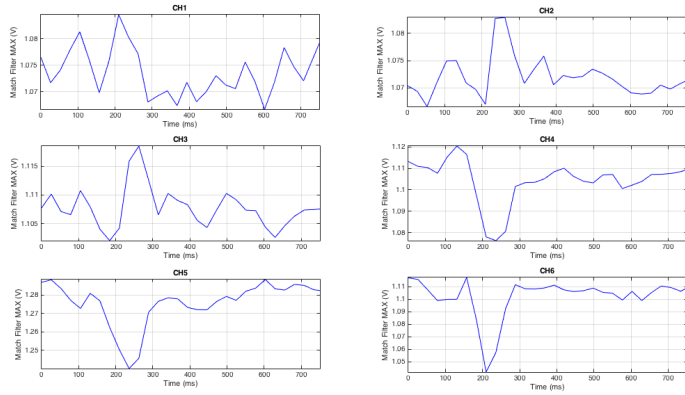 CH1
Match Filter MAX (V)
1.08
1.075
1.07
0 100 200 300 400 500 600 700
Time (ms)
CH2
Match Filter MAX (V)
1.08
1.075
1.07
0 100 200 300 400 500 600 700
Time (ms)
CH3
Match Filter MAX (V)
1.115
1.11
1.105
0 100 200 300 400 500 600 700
Time (ms)
CH4
Match Filter MAX (V)
1.12
1.11
1.1
1.09
1.08
0 100 200 300 400 500 600 700
Time (ms)
CH5
Match Filter MAX (V)
1.28
1.27
1.26
1.25
0 100 200 300 400 500 600 700
Time (ms)
CH6
Match Filter MAX (V)
1.11
1.1
1.09
1.08
1.07
1.06
1.05
0 100 200 300 400 500 600 700
Time (ms)